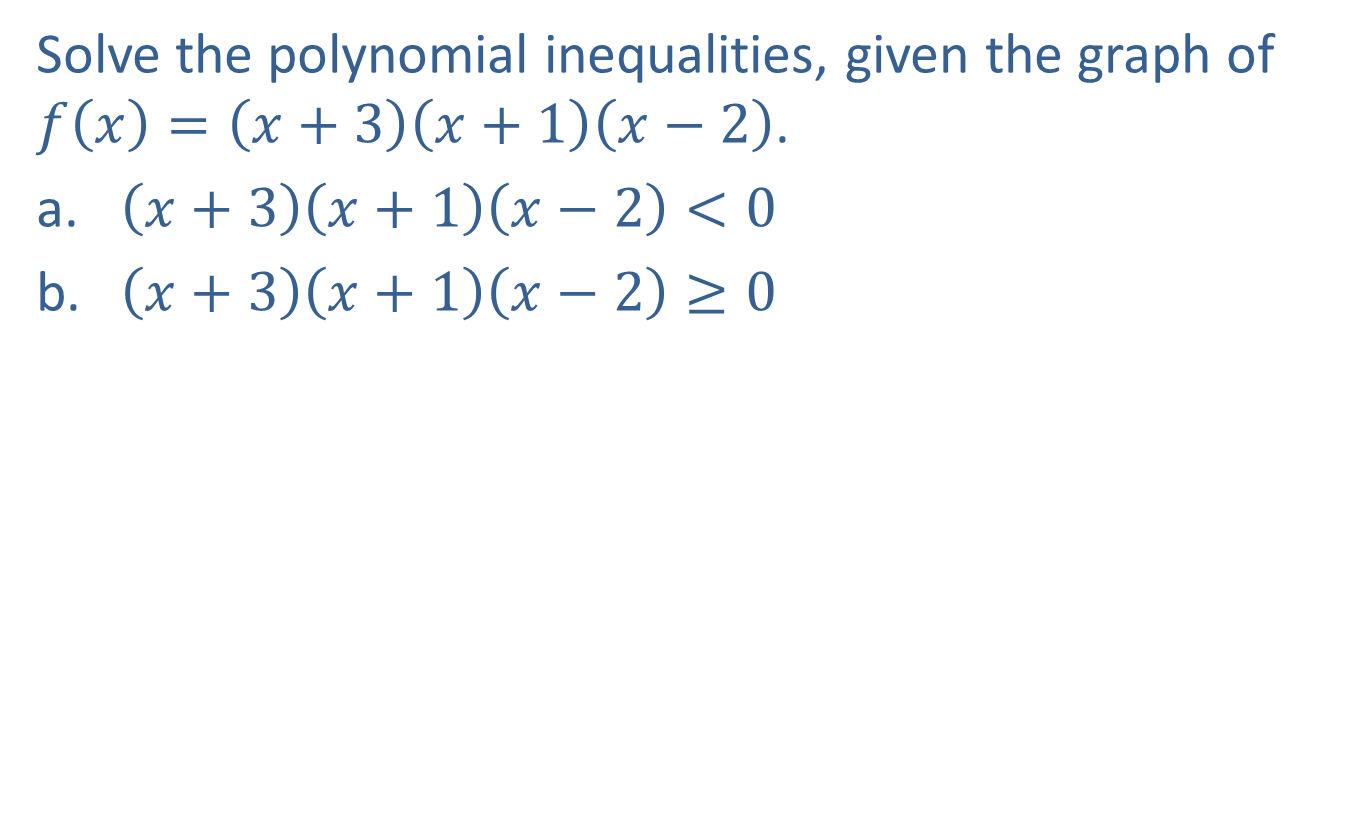 Solve the polynomial inequalities, given the graph of
f(x) = (x + 3)(x + 1)(x − 2).
a. (x + 3)(x + 1)(x − 2) < 0
b. (x + 3)(x + 1)(x − 2) ≥ 0